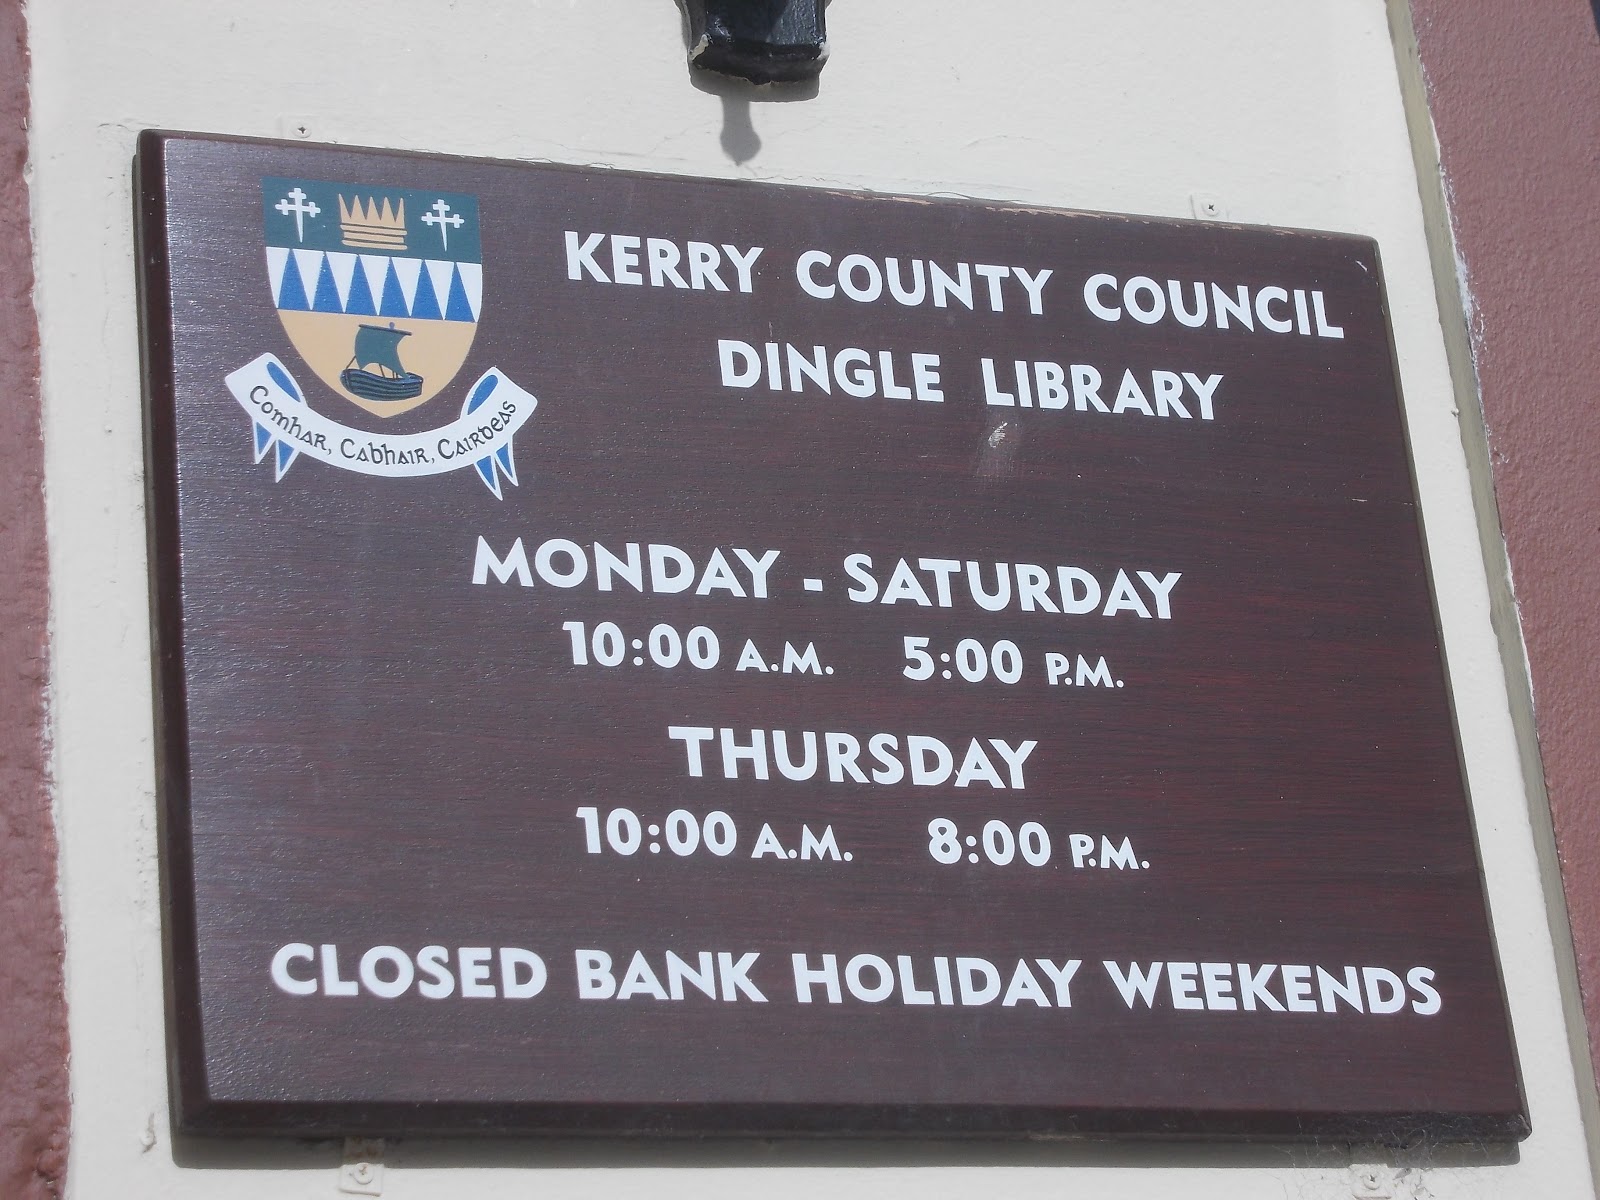 KERRY COUNTY COUNCIL
DINGLE LIBRARY
Comhar, Cabhair, Cairdeas
MONDAY - SATURDAY
10:00 A.M. 5:00 P.M.
THURSDAY
10:00 A.M. 8:00 P.M.
CLOSED BANK HOLIDAY WEEKENDS